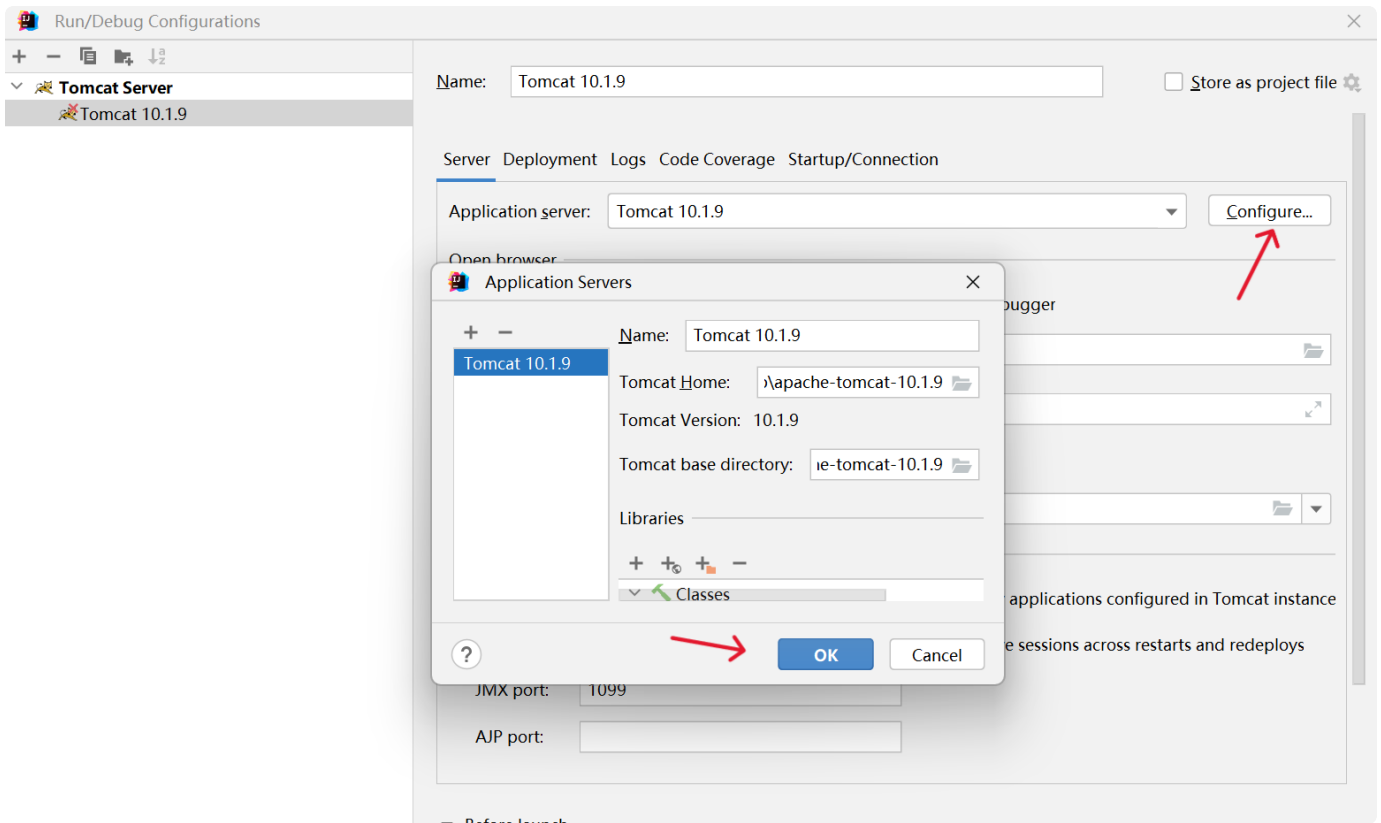 Run/Debug Configurations
Tomcat Server
Tomcat 10.1.9
Name: Tomcat 10.1.9 Store as project file
Server Deployment Logs Code Coverage Startup/Connection
Application server: Tomcat 10.1.9 Configure...
Open browser
Application Servers
Tomcat 10.1.9
Name: Tomcat 10.1.9
Tomcat Home: \apache-tomcat-10.1.9
Tomcat Version: 10.1.9
Tomcat base directory: e-tomcat-10.1.9
Libraries
Classes
? OK Cancel
bugger
applications configured in Tomcat instance
e sessions across restarts and redeploys
JMX port: 1099
AJP port:
Before launch